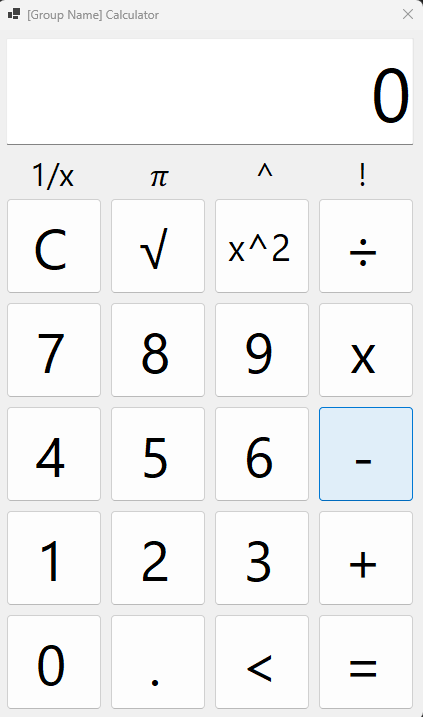 [Group Name] Calculator
0
1/x π ^ !
C √ x^2 ÷
7 8 9 x
4 5 6 -
1 2 3 +
0 . < =